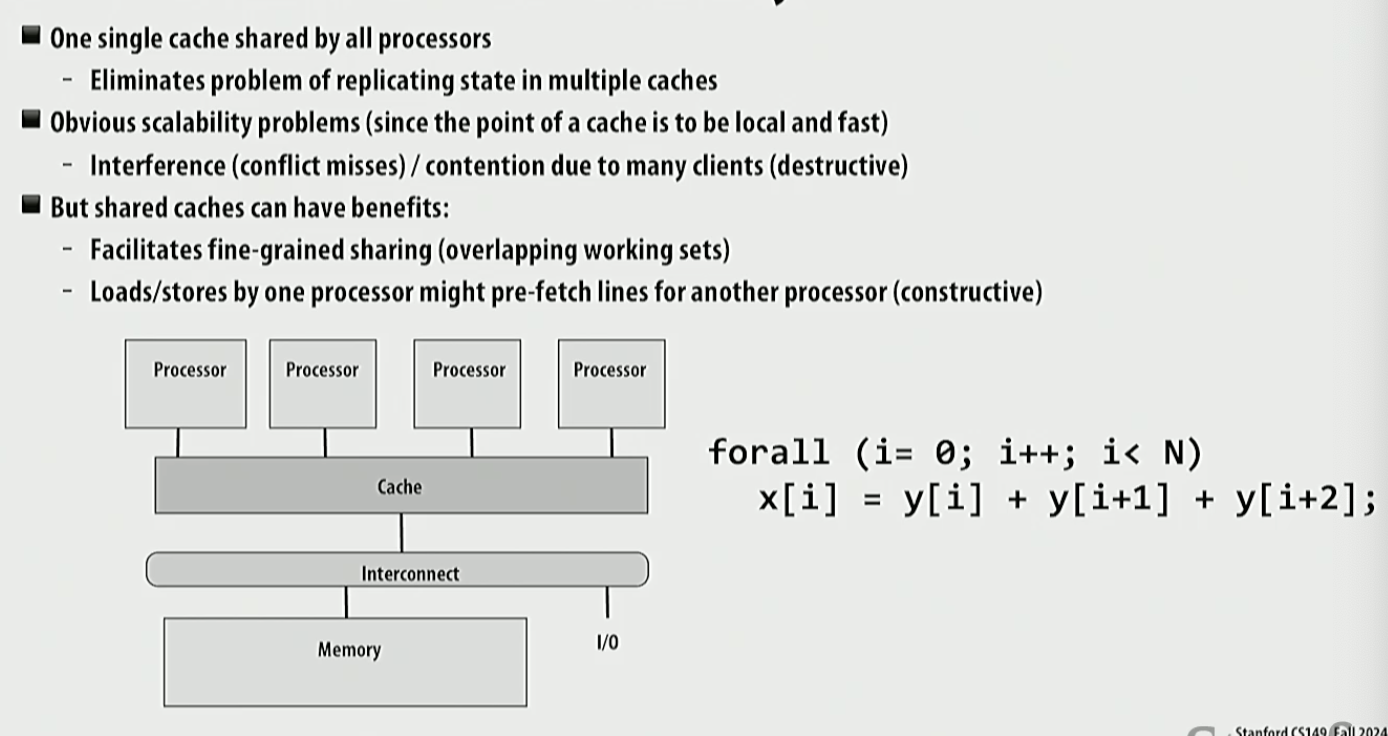 One single cache shared by all processors
- Eliminates problem of replicating state in multiple caches
Obvious scalability problems (since the point of a cache is to be local and fast)
- Interference (conflict misses) / contention due to many clients (destructive)
But shared caches can have benefits:
- Facilitates fine-grained sharing (overlapping working sets)
- Loads/stores by one processor might pre-fetch lines for another processor (constructive)
Processor
Processor
Processor
Processor
Cache
Interconnect
Memory
I/O
forall (i= 0; i++; i< N)
x[i] = y[i] + y[i+1] + y[i+2];
Stanford CS149, Fall 2024